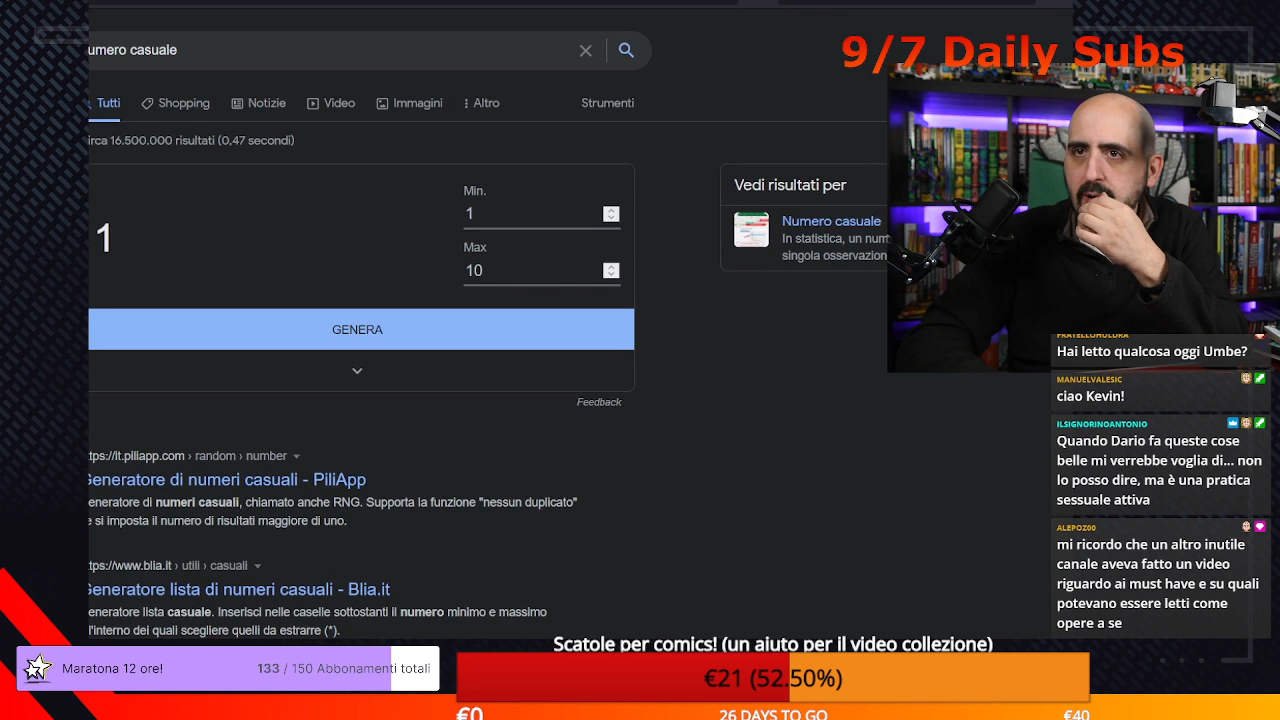 umero casuale
9/7 Daily Subs
Tutti
Shopping
Notizie
Video
Immagini
Altro
Strumenti
irca 16.500.000 risultati (0,47 secondi)
1
Min.
1
Max
10
GENERA
Feedback
Vedi risultati per
Numero casuale
In statistica, un num
singola osservazion
ttps://it.piliapp.com › random › number
Generatore di numeri casuali - PiliApp
eneratore di numeri casuali, chiamato anche RNG. Supporta la funzione "nessun duplicato"
e si imposta il numero di risultati maggiore di uno.
ttps://www.blia.it › utili › casuali
Generatore lista di numeri casuali - Blia.it
eneratore lista casuale. Inserisci nelle caselle sottostanti il numero minimo e massimo
l'interno dei quali scegliere quelli da estrarre (*).
FRATELLOHULDRA
Hai letto qualcosa oggi Umbe?
MANUELVALESIC
ciao Kevin!
ILSIGNORINOANTONIO
Quando Dario fa queste cose
belle mi verrebbe voglia di... non
lo posso dire, ma è una pratica
sessuale attiva
ALEPOZ00
mi ricordo che un altro inutile
canale aveva fatto un video
riguardo ai must have e su quali
potevano essere letti come
opere a se
Maratona 12 ore!
133 / 150 Abbonamenti totali
Scatole per comics! (un aiuto per il video collezione)
€21 (52.50%)
€0
26 DAYS TO GO
€40